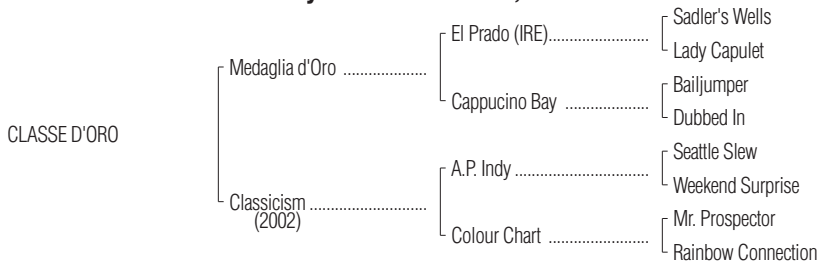 Sadler's Wells
El Prado (IRE)........................
Lady Capulet
Medaglia d'Oro ....................
Bailjumper
Cappucino Bay ....................
Dubbed In
CLASSE D'ORO
Seattle Slew
A.P. Indy ................................
Weekend Surprise
Classicism ............................
(2002)
Mr. Prospector
Colour Chart ........................
Rainbow Connection